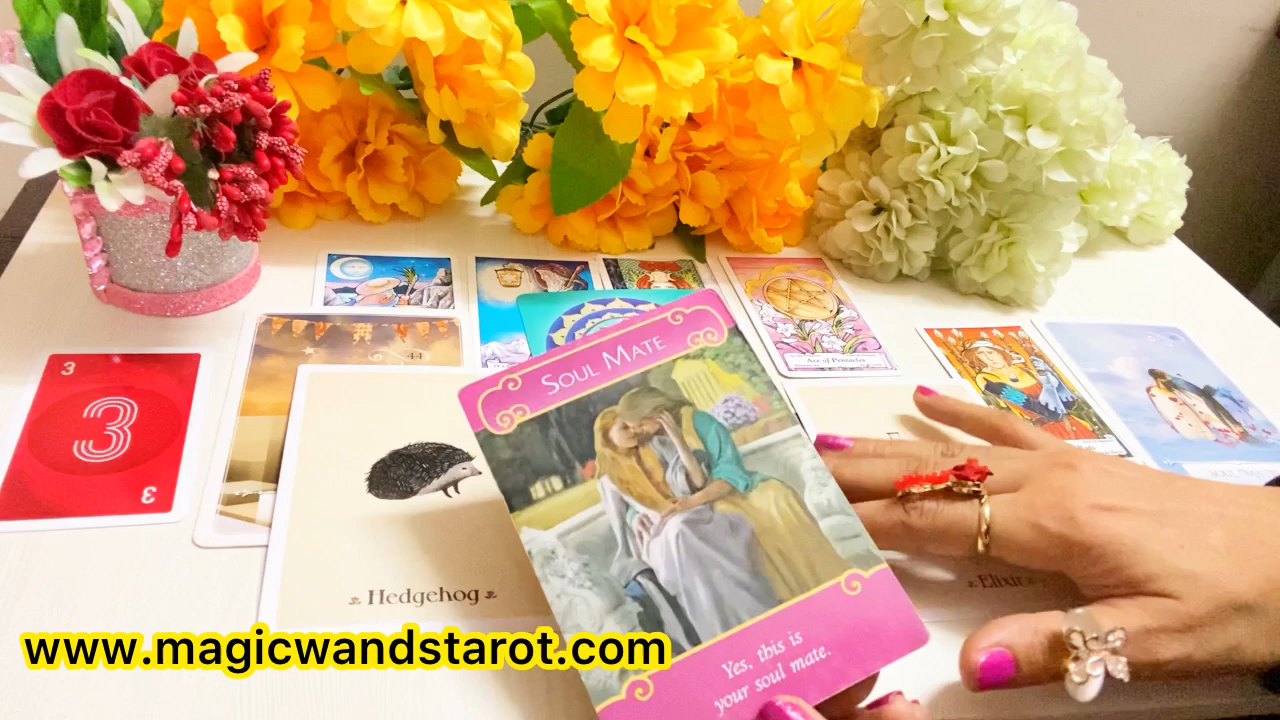 44
Ace of Pentacles
3
3
3
SOUL MATE
Hedgehog
Elixir
Yes, this is
your soul mate.
www.magicwandstarot.com